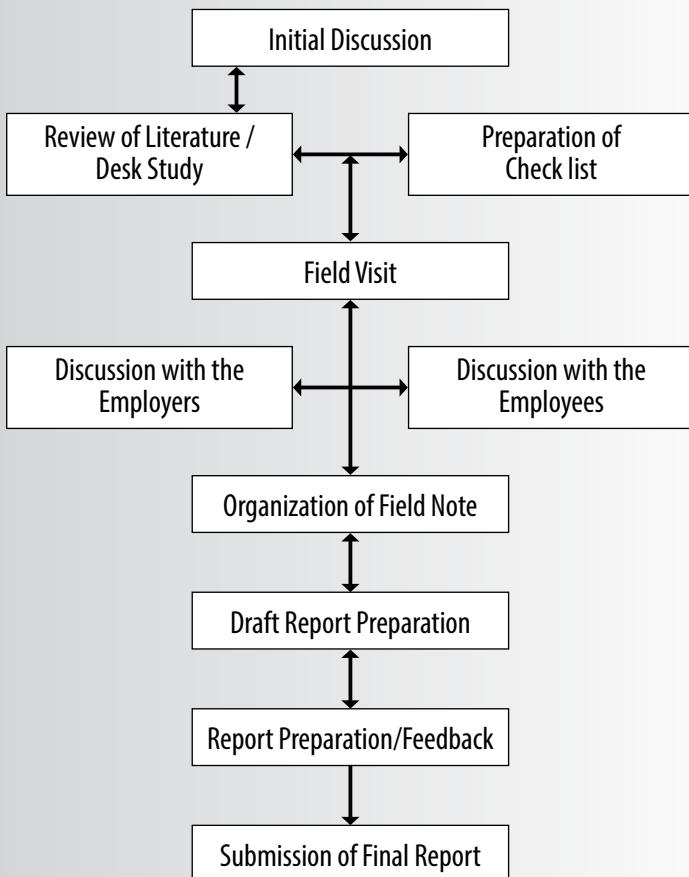 Initial Discussion
Review of Literature /
Desk Study
Preparation of
Check list
Field Visit
Discussion with the
Employers
Discussion with the
Employees
Organization of Field Note
Draft Report Preparation
Report Preparation/Feedback
Submission of Final Report